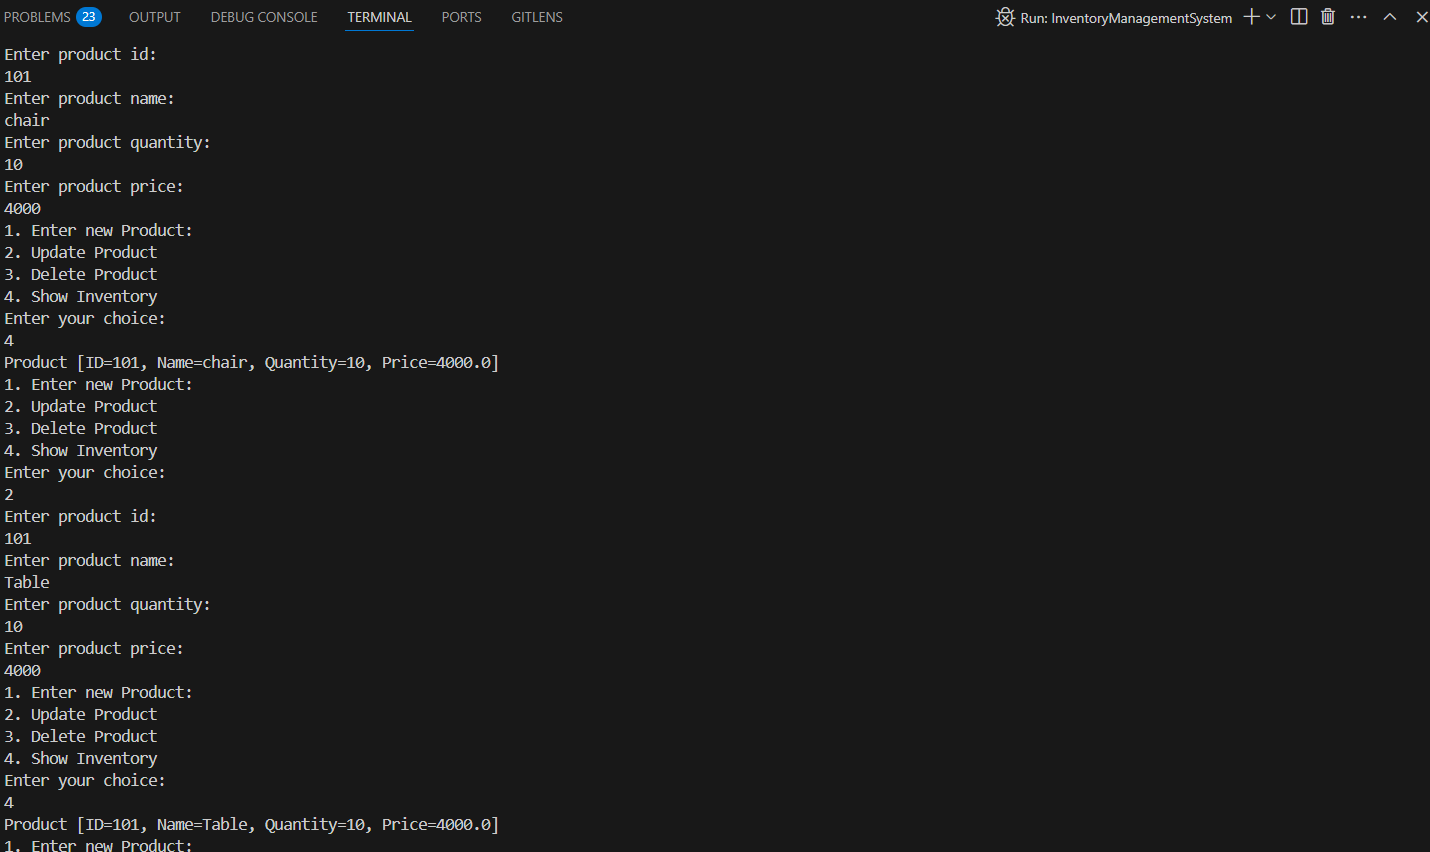 PROBLEMS 23 OUTPUT DEBUG CONSOLE TERMINAL PORTS GITLENS Run: InventoryManagementSystem
Enter product id:
101
Enter product name:
chair
Enter product quantity:
10
Enter product price:
4000
1. Enter new Product:
2. Update Product
3. Delete Product
4. Show Inventory
Enter your choice:
4
Product [ID=101, Name=chair, Quantity=10, Price=4000.0]
1. Enter new Product:
2. Update Product
3. Delete Product
4. Show Inventory
Enter your choice:
2
Enter product id:
101
Enter product name:
Table
Enter product quantity:
10
Enter product price:
4000
1. Enter new Product:
2. Update Product
3. Delete Product
4. Show Inventory
Enter your choice:
4
Product [ID=101, Name=Table, Quantity=10, Price=4000.0]
1. Enter new Product: